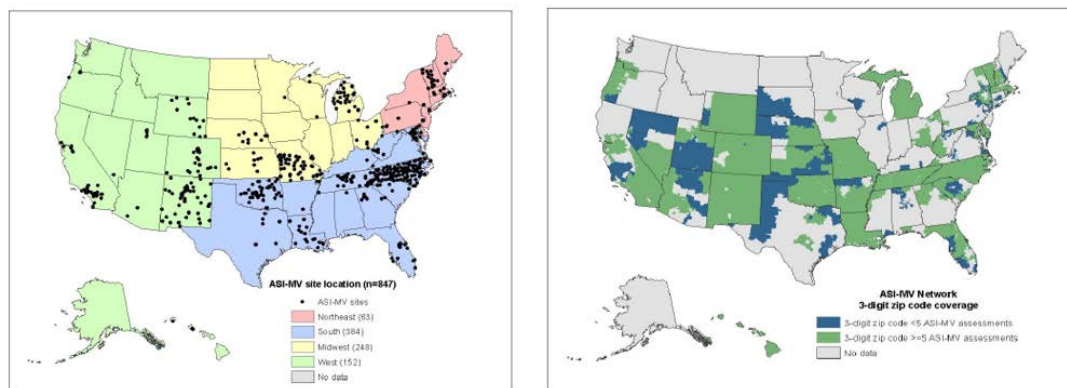 ASI-MV site location (n=847)
ASI-MV sites
Northeast (63)
South (384)
Midwest (248)
West (152)
No data
ASI-MV Network
3-digit zip code coverage
3-digit zip code <5 ASI-MV assessments
3-digit zip code >=5 ASI-MV assessments
No data